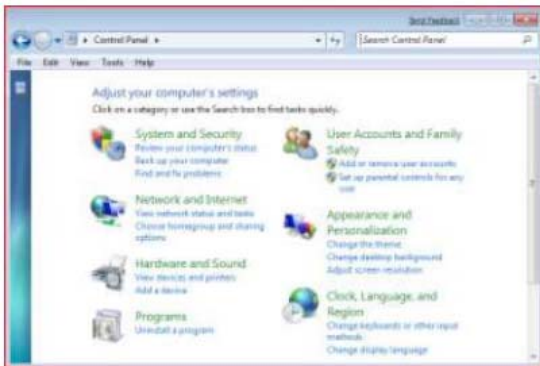 Send Feedback
Control Panel
Search Control Panel
File Edit View Tools Help
Adjust your computer's settings
Click on a category or use the Search box to find tasks quickly.
System and Security
Review your computer's status
Back up your computer
Find and fix problems
Network and Internet
View network status and tasks
Choose homegroup and sharing
options
Hardware and Sound
View devices and printers
Add a device
Programs
Uninstall a program
User Accounts and Family
Safety
Add or remove user accounts
Set up parental controls for any
user
Appearance and
Personalization
Change the theme
Change desktop background
Adjust screen resolution
Clock, Language, and
Region
Change keyboards or other input
methods
Change display language